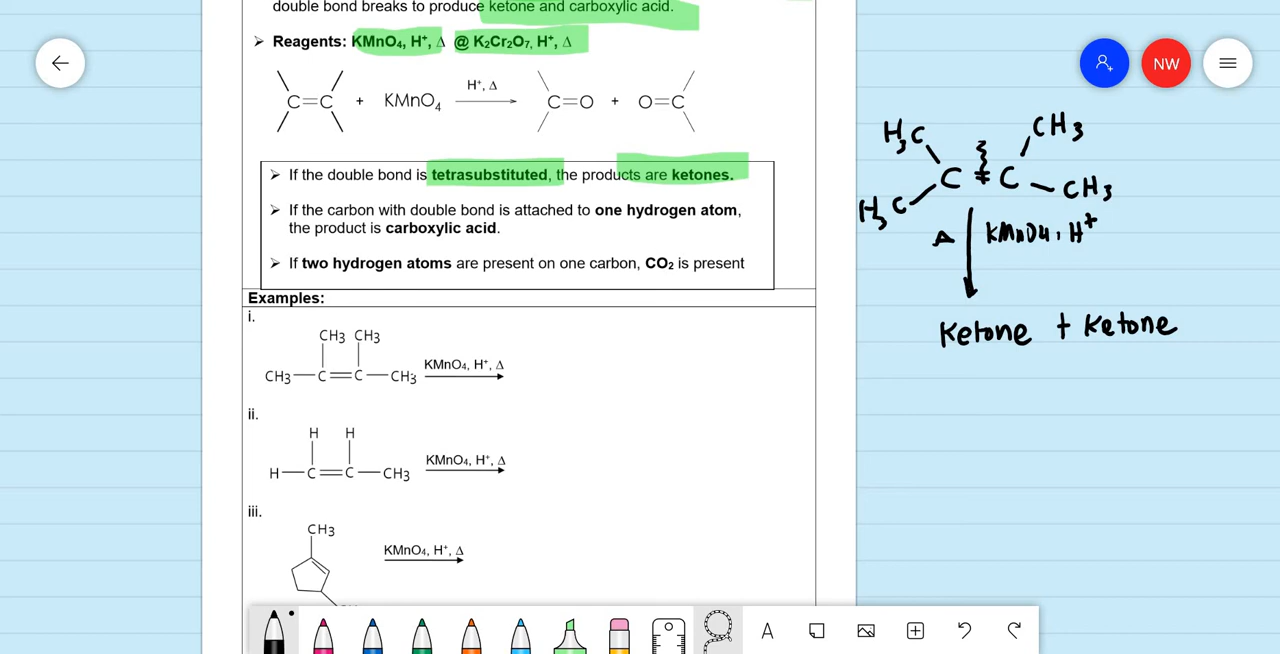 double bond breaks to produce ketone and carboxylic acid.
➢ Reagents: KMnO₄, H⁺, Δ @ K₂Cr₂O₇, H⁺, Δ
C=C + KMnO₄ H⁺, Δ C=O + O=C
➢ If the double bond is tetrasubstituted, the products are ketones.
➢ If the carbon with double bond is attached to one hydrogen atom,
the product is carboxylic acid.
➢ If two hydrogen atoms are present on one carbon, CO₂ is present
Examples:
i.
CH3 CH3
CH3—C=C—CH3 KMnO₄, H⁺, Δ
ii.
H H
H—C=C—CH3 KMnO₄, H⁺, Δ
iii.
CH3
KMnO₄, H⁺, Δ
NW
H3C CH3
C = C
H3C CH3
Δ KMnO4, H⁺
Ketone + Ketone
A